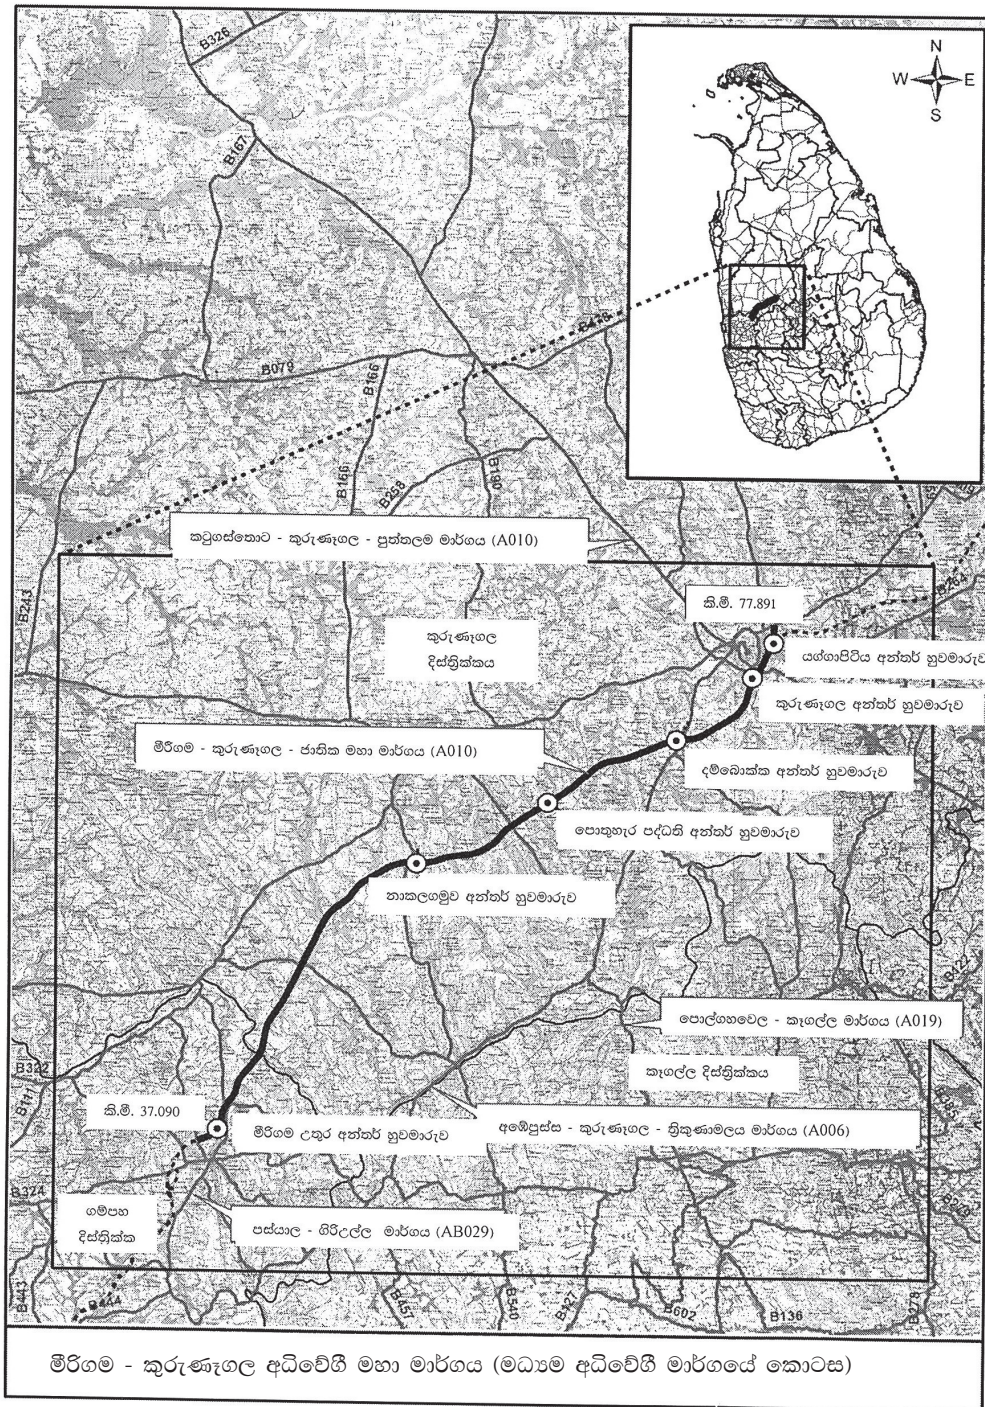 B326
N
W E
S
B167
B079
B166
B166
B258
B190
කටුගස්තොට - කුරුණෑගල - පුත්තලම මාර්ගය (A010)
B243
B264
කි.මී. 77.891
කුරුණෑගල
දිස්ත්‍රික්කය
යග්ගාපිටිය අන්තර් හුවමාරුව
කුරුණෑගල අන්තර් හුවමාරුව
මීරිගම - කුරුණෑගල - ජාතික මහා මාර්ගය (A010)
දම්බොක්ක අන්තර් හුවමාරුව
පොතුහැර පද්ධති අන්තර් හුවමාරුව
නාකලගමුව අන්තර් හුවමාරුව
B422
පොල්ගහවෙල - කෑගල්ල මාර්ගය (A019)
B322
කෑගල්ල දිස්ත්‍රික්කය
B111
කි.මී. 37.090
මීරිගම උතුර අන්තර් හුවමාරුව
අඹේපුස්ස - කුරුණෑගල - ත්‍රිකුණාමලය මාර්ගය (A006)
B324
ගම්පහ
දිස්ත්‍රික්ක
පස්යාල - ගිරිඋල්ල මාර්ගය (AB029)
B413
B444
B457
B540
B127
B602
B136
B278
මීරිගම - කුරුණෑගල අධිවේගී මහා මාර්ගය (මධ්‍යම අධිවේගී මාර්ගයේ කොටස)